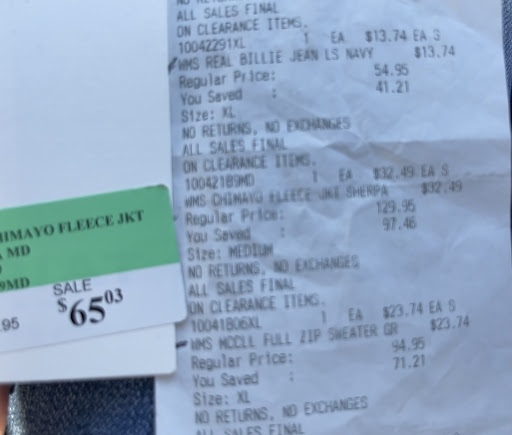 ALL SALES FINAL
ON CLEARANCE ITEMS.
10042291XL 1 EA $13.74 EA S
WMS REAL BILLIE JEAN LS NAVY $13.74
Regular Price: 54.95
You Saved : 41.21
Size: XL
NO RETURNS, NO EXCHANGES
ALL SALES FINAL
ON CLEARANCE ITEMS.
10042189MD 1 EA $32.49 EA S
WMS CHIMAYO FLEECE JKT SHERPA $32.49
Regular Price: 129.95
You Saved : 97.46
Size: MEDIUM
NO RETURNS, NO EXCHANGES
ALL SALES FINAL
ON CLEARANCE ITEMS.
10041806XL 1 EA $23.74 EA S
WMS MCCLL FULL ZIP SWEATER GR $23.74
Regular Price: 94.95
You Saved : 71.21
Size: XL
NO RETURNS, NO EXCHANGES
ALL SALES FINAL
HIMAYO FLEECE JKT
MD
9MD
SALE
$65.03
.95